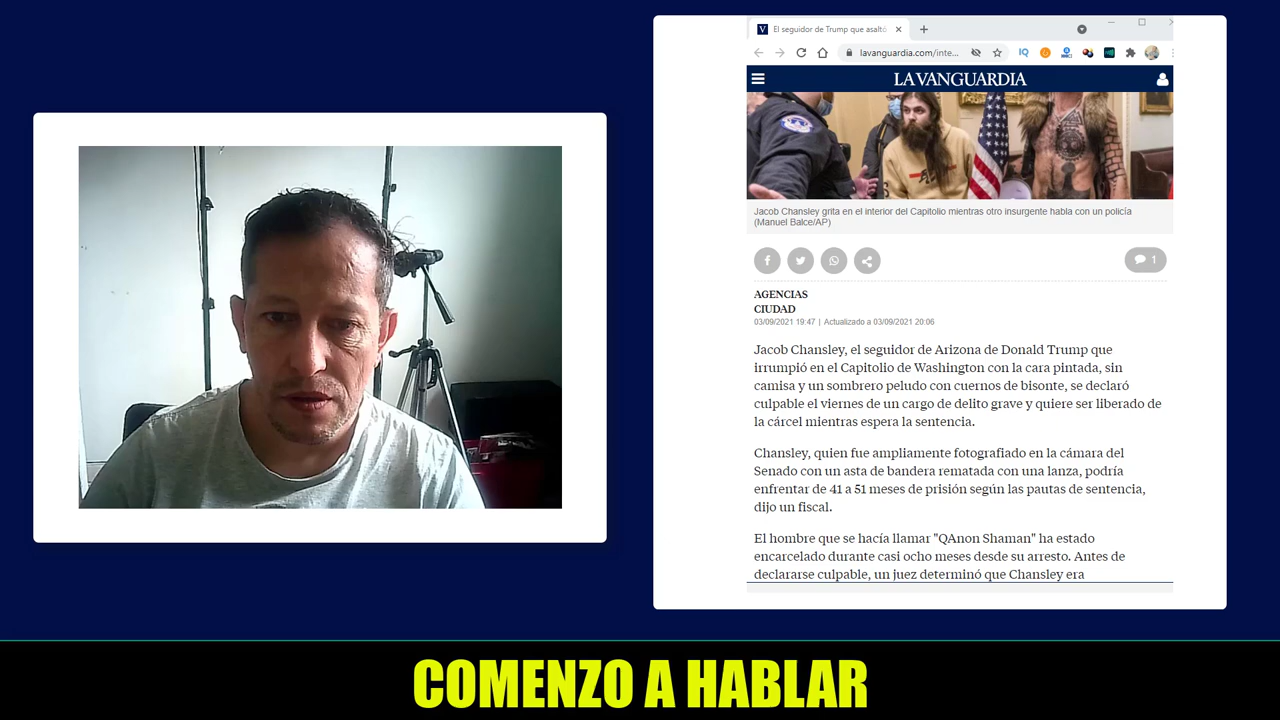 El seguidor de Trump que asaltó
lavanguardia.com/inte...
LA VANGUARDIA
Jacob Chansley grita en el interior del Capitolio mientras otro insurgente habla con un policía
(Manuel Balce/AP)
1
AGENCIAS
CIUDAD
03/09/2021 19:47 | Actualizado a 03/09/2021 20:06
Jacob Chansley, el seguidor de Arizona de Donald Trump que
irrumpió en el Capitolio de Washington con la cara pintada, sin
camisa y un sombrero peludo con cuernos de bisonte, se declaró
culpable el viernes de un cargo de delito grave y quiere ser liberado de
la cárcel mientras espera la sentencia.
Chansley, quien fue ampliamente fotografiado en la cámara del
Senado con un asta de bandera rematada con una lanza, podría
enfrentar de 41 a 51 meses de prisión según las pautas de sentencia,
dijo un fiscal.
El hombre que se hacía llamar "QAnon Shaman" ha estado
encarcelado durante casi ocho meses desde su arresto. Antes de
declararse culpable, un juez determinó que Chansley era
COMENZO A HABLAR